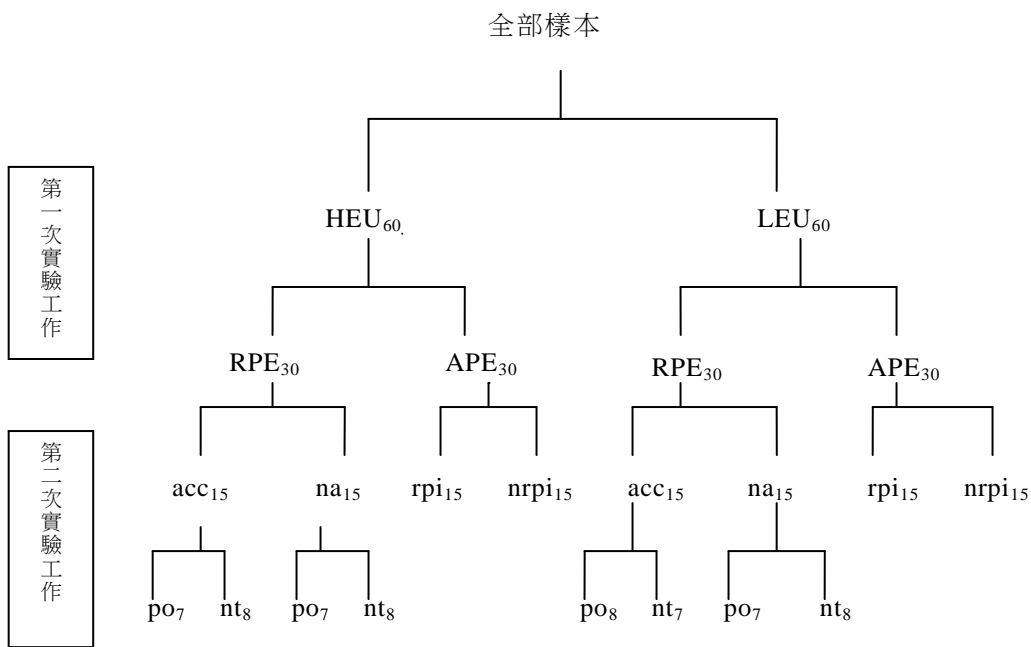 全部樣本
第一次實驗工作
HEU₆₀. LEU₆₀
RPE₃₀ APE₃₀ RPE₃₀ APE₃₀
第二次實驗工作
acc₁₅ na₁₅ rpi₁₅ nrpi₁₅ acc₁₅ na₁₅ rpi₁₅ nrpi₁₅
po₇ nt₈ po₇ nt₈ po₈ nt₇ po₇ nt₈